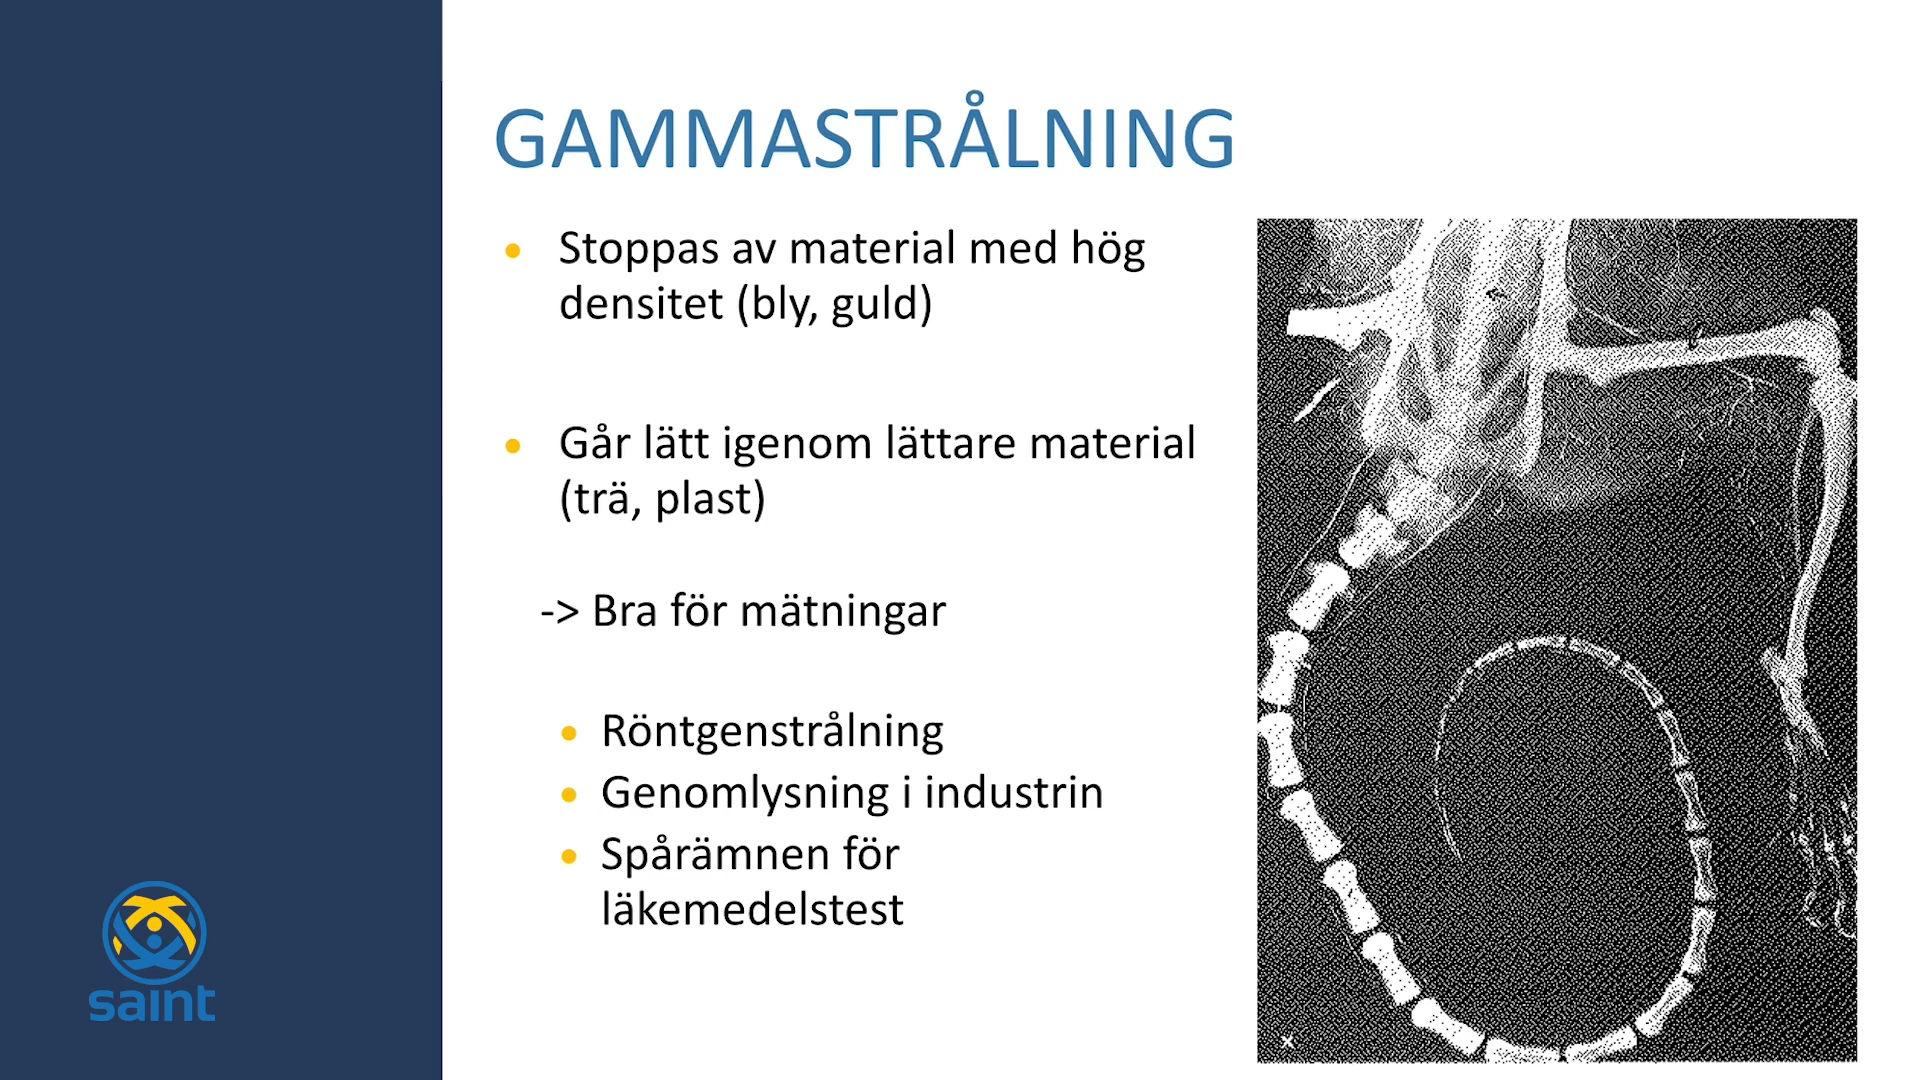 GAMMASTRÅLNING
Stoppas av material med hög
densitet (bly, guld)
Går lätt igenom lättare material
(trä, plast)
-> Bra för mätningar
Röntgenstrålning
Genomlysning i industrin
Spårämnen för
läkemedelstest
saint
x